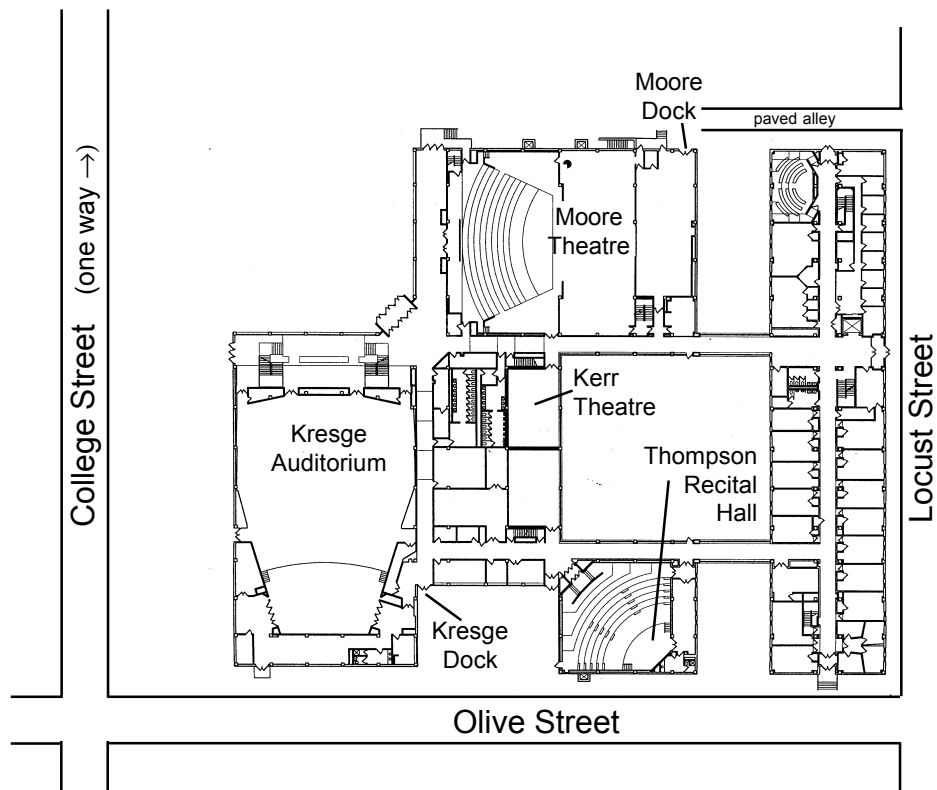 Moore
Dock
paved alley
College Street (one way →)
Moore
Theatre
Kerr
Theatre
Kresge
Auditorium
Thompson
Recital
Hall
Locust Street
Kresge
Dock
Olive Street